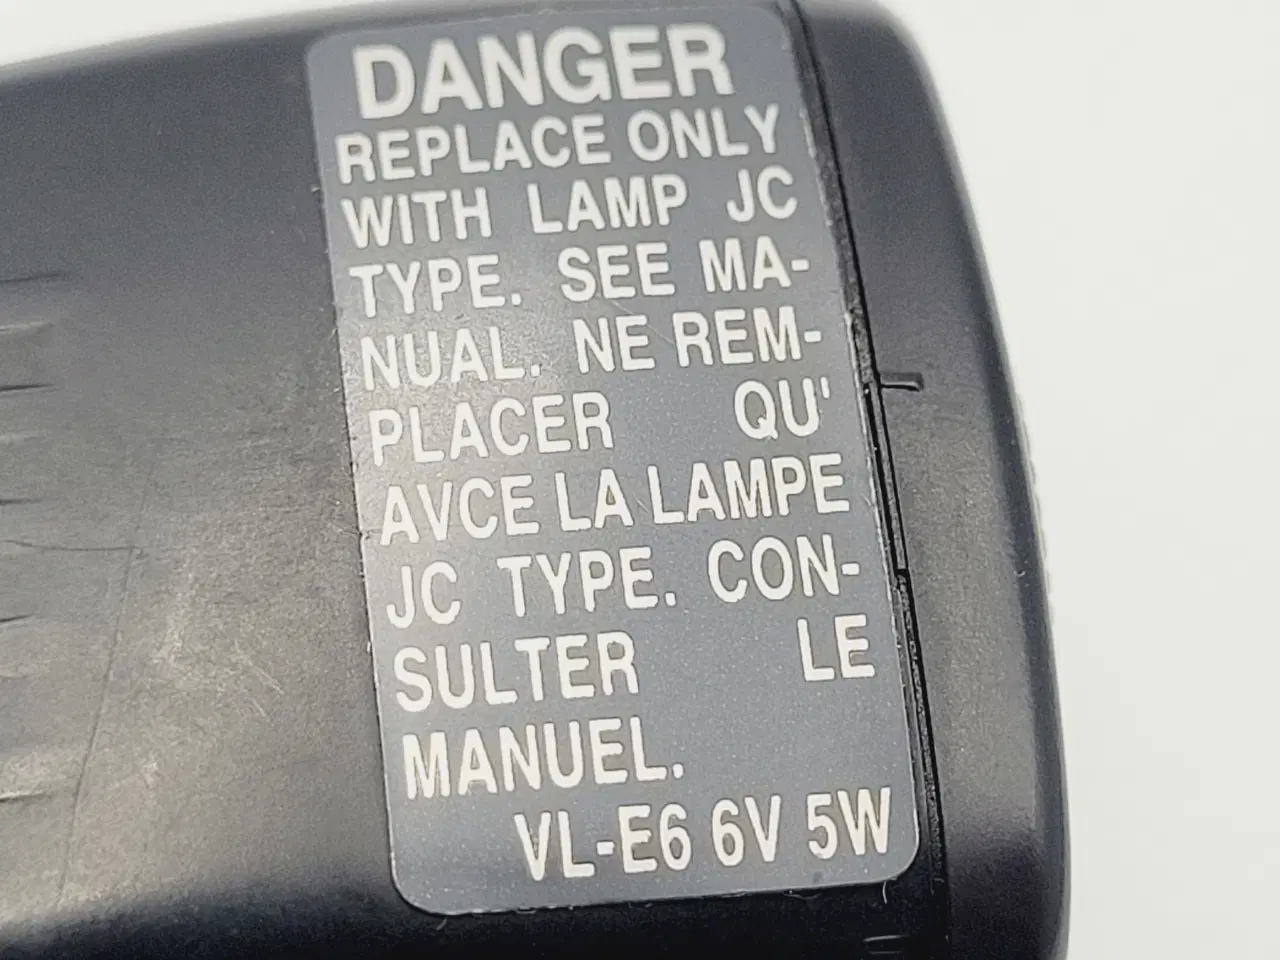 DANGER
REPLACE ONLY
WITH LAMP JC
TYPE. SEE MA-
NUAL. NE REM-
PLACER QU'
AVCE LA LAMPE
JC TYPE. CON-
SULTER LE
MANUEL.
VL-E6 6V 5W